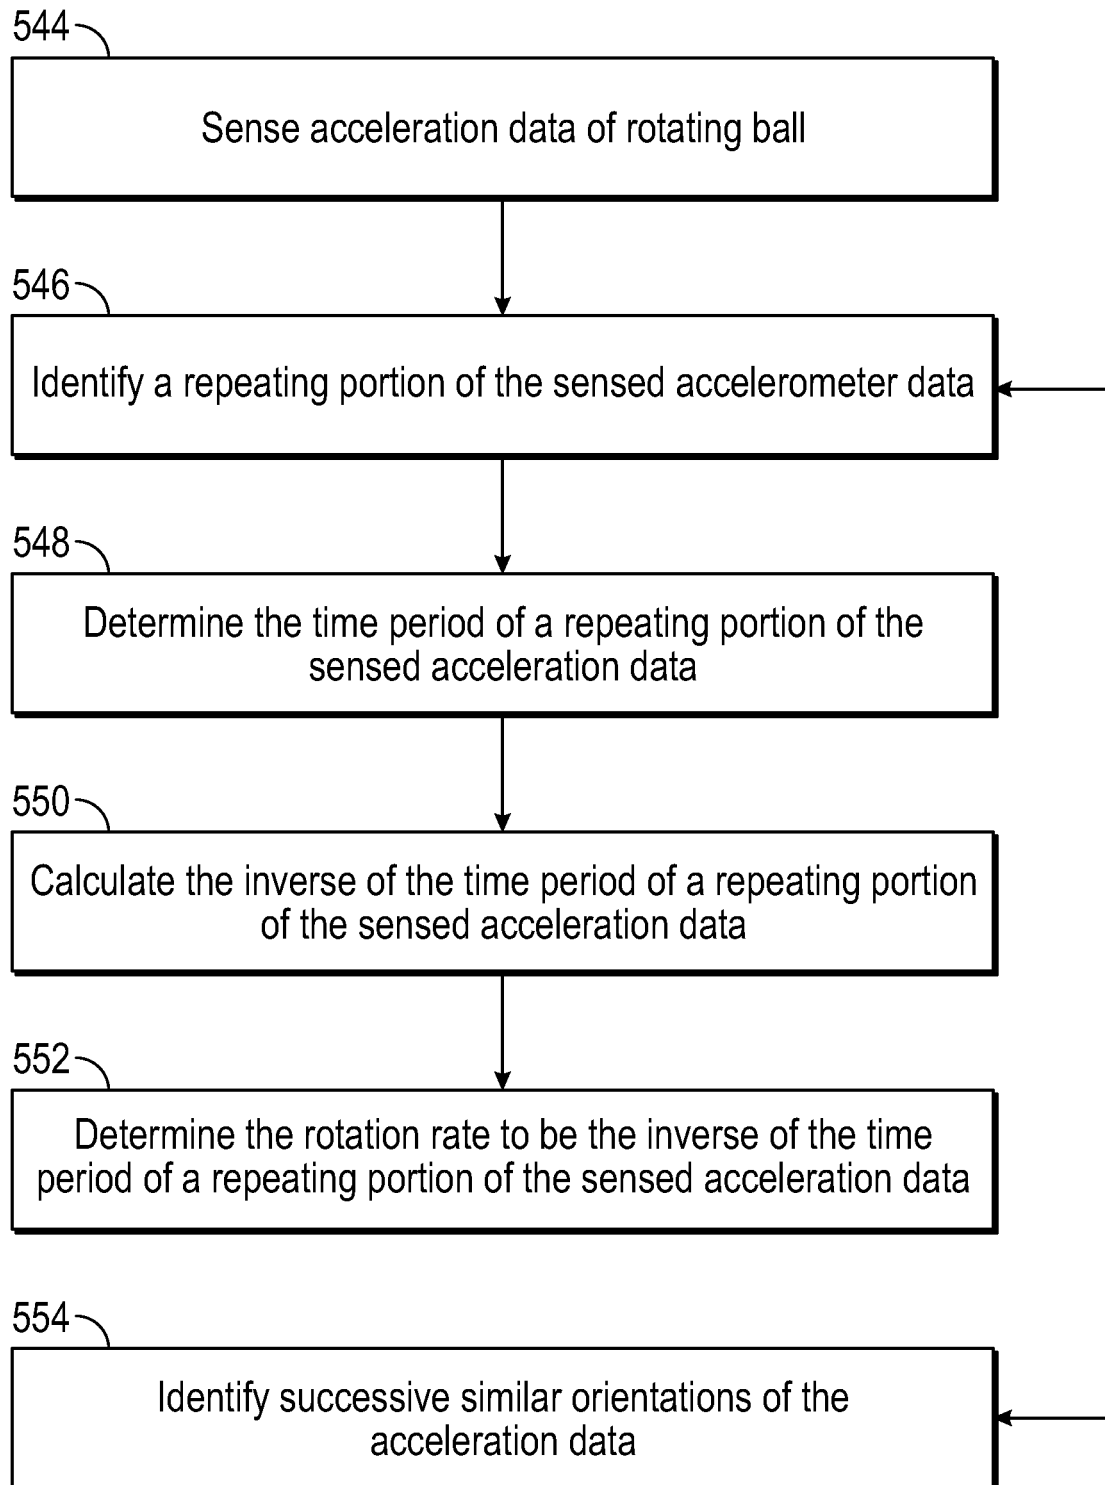 544
Sense acceleration data of rotating ball
546
Identify a repeating portion of the sensed accelerometer data
548
Determine the time period of a repeating portion of the
sensed acceleration data
550
Calculate the inverse of the time period of a repeating portion
of the sensed acceleration data
552
Determine the rotation rate to be the inverse of the time
period of a repeating portion of the sensed acceleration data
554
Identify successive similar orientations of the
acceleration data